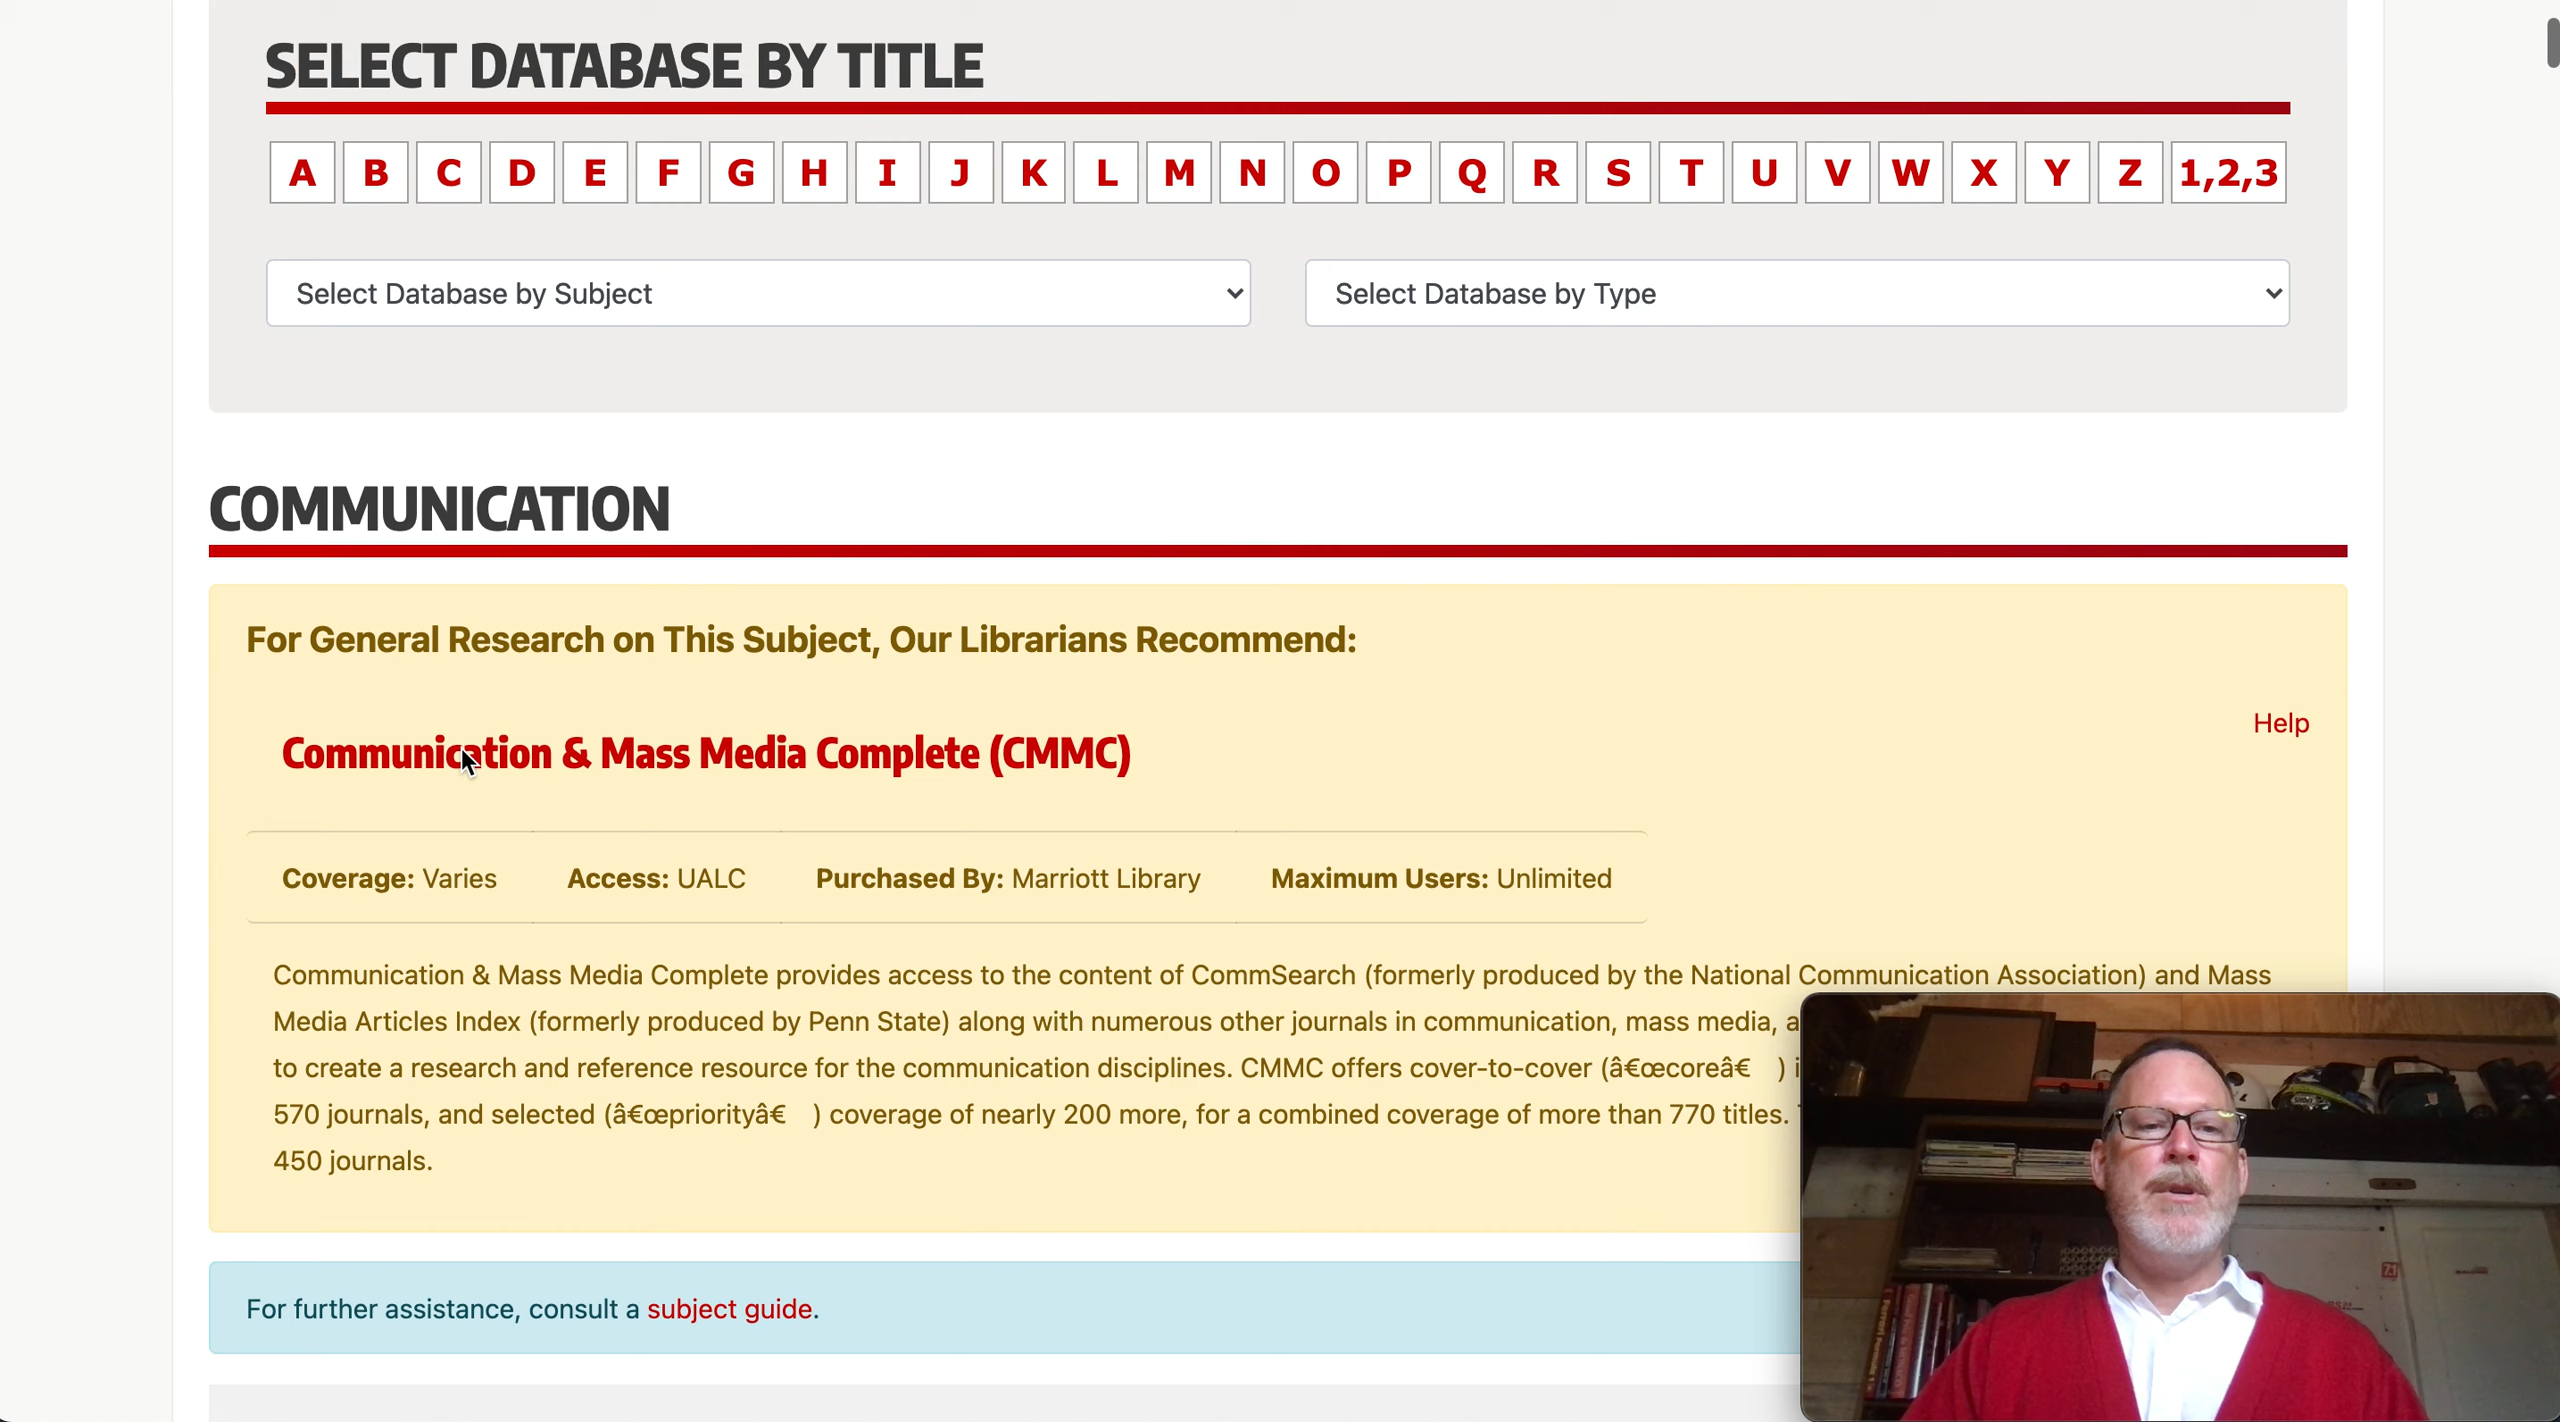 SELECT DATABASE BY TITLE
A B C D E F G H I J K L M N O P Q R S T U V W X Y Z 1,2,3
Select Database by Subject
Select Database by Type
COMMUNICATION
For General Research on This Subject, Our Librarians Recommend:
Help
Communication & Mass Media Complete (CMMC)
Coverage: Varies Access: UALC Purchased By: Marriott Library Maximum Users: Unlimited
Communication & Mass Media Complete provides access to the content of CommSearch (formerly produced by the National Communication Association) and Mass
Media Articles Index (formerly produced by Penn State) along with numerous other journals in communication, mass media,
to create a research and reference resource for the communication disciplines. CMMC offers cover-to-cover (â€œcoreâ€ )
570 journals, and selected (â€œpriorityâ€ ) coverage of nearly 200 more, for a combined coverage of more than 770 titles.
450 journals.
For further assistance, consult a subject guide.